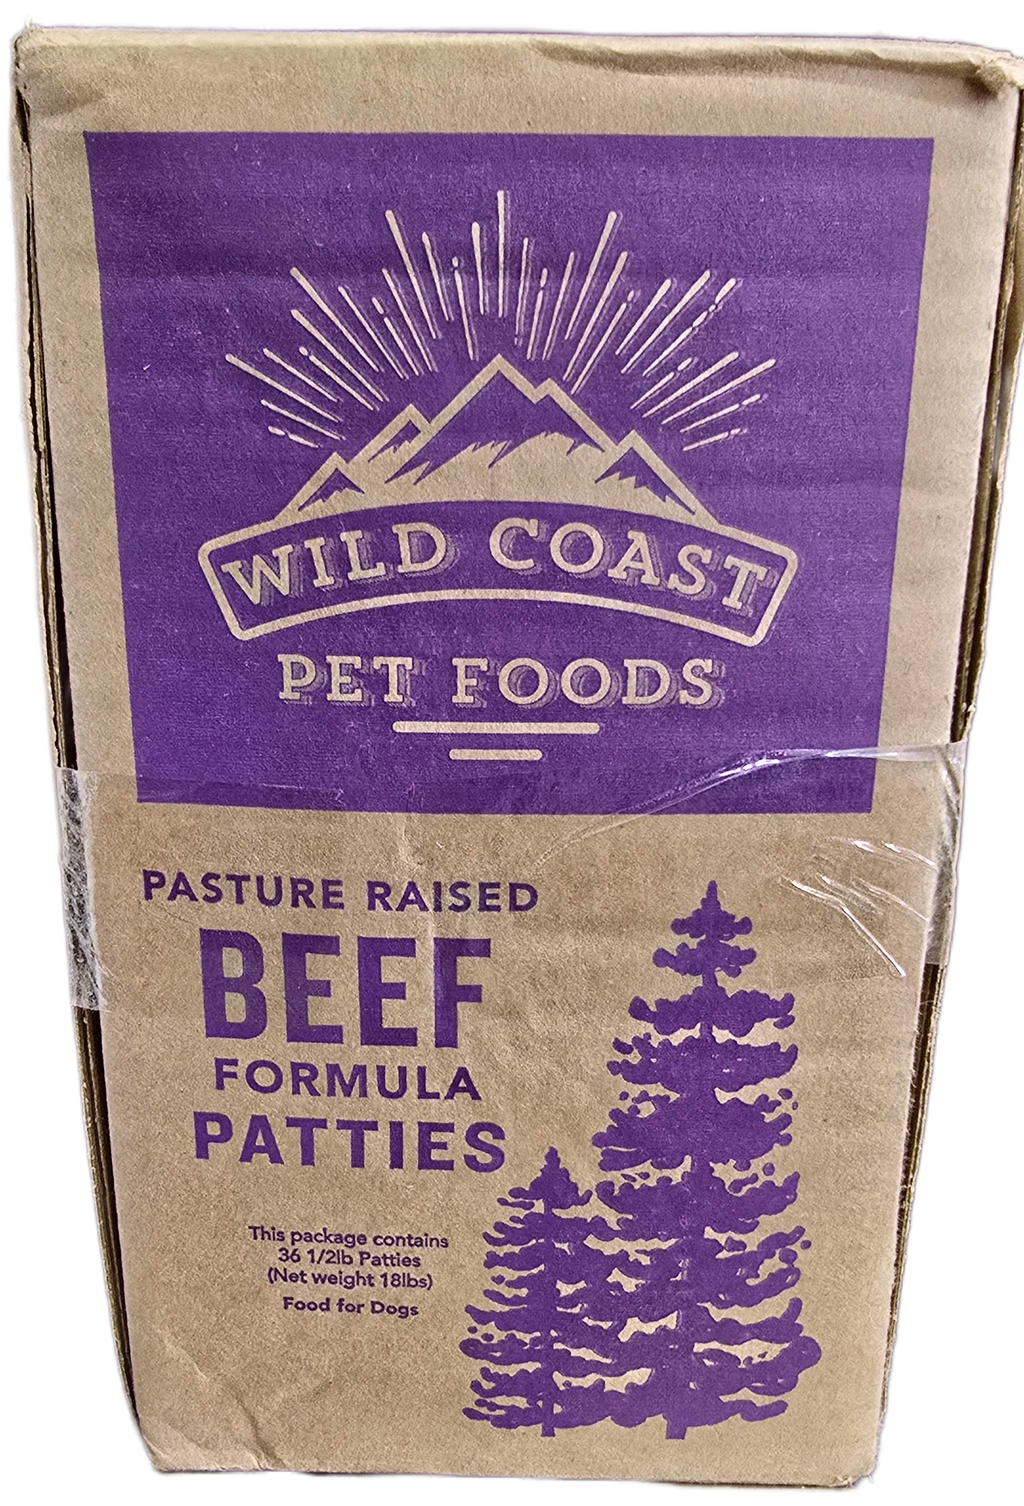 WILD COAST
PET FOODS
PASTURE RAISED
BEEF
FORMULA
PATTIES
This package contains
36 1/2lb Patties
(Net weight 18lbs)
Food for Dogs